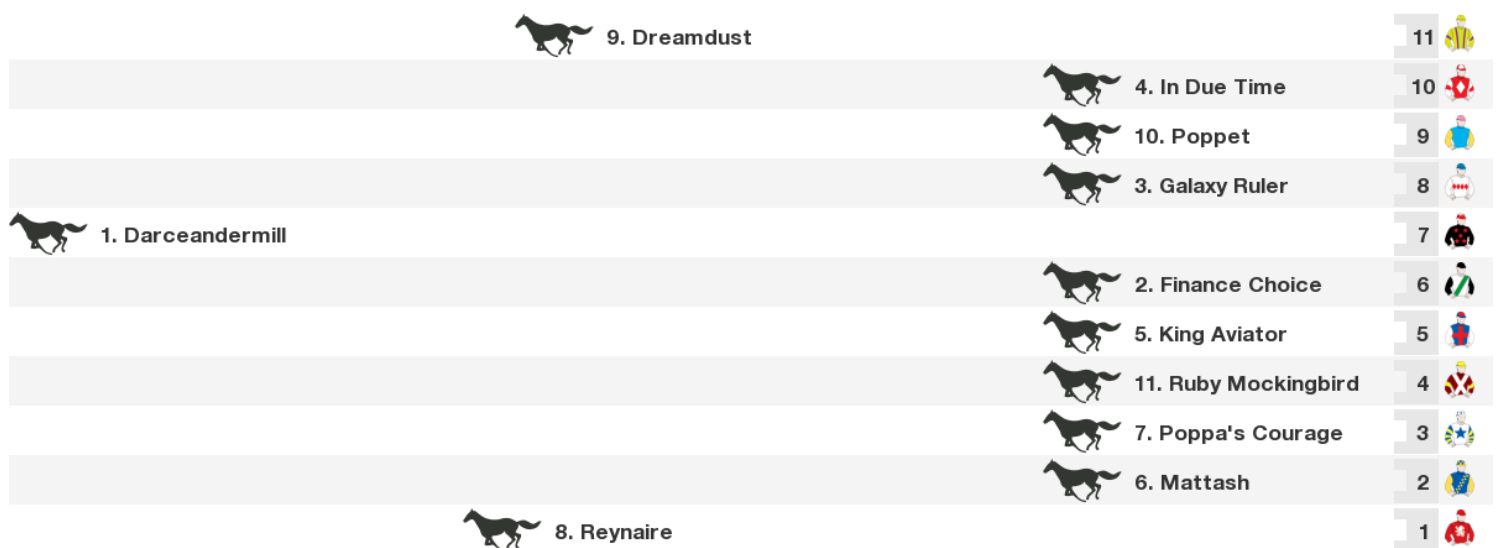 9. Dreamdust 11
4. In Due Time 10
10. Poppet 9
3. Galaxy Ruler 8
1. Darceandermill 7
2. Finance Choice 6
5. King Aviator 5
11. Ruby Mockingbird 4
7. Poppa's Courage 3
6. Mattash 2
8. Reynaire 1